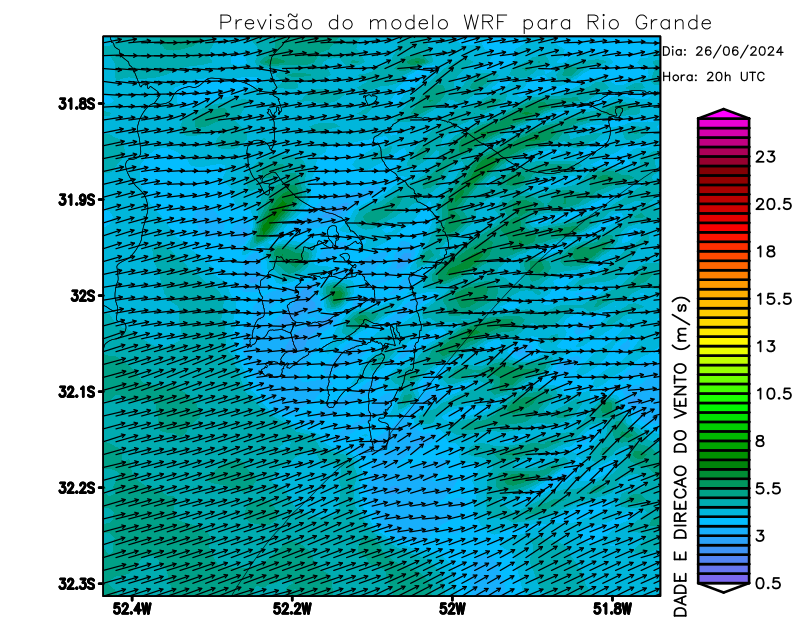 Previsão do modelo WRF para Rio Grande
Dia: 26/06/2024
Hora: 20h UTC
31.8S
31.9S
32S
32.1S
32.2S
32.3S
52.4W
52.2W
52W
51.8W
23
20.5
18
15.5
13
10.5
8
5.5
3
0.5
DADE E DIRECAO DO VENTO (m/s)